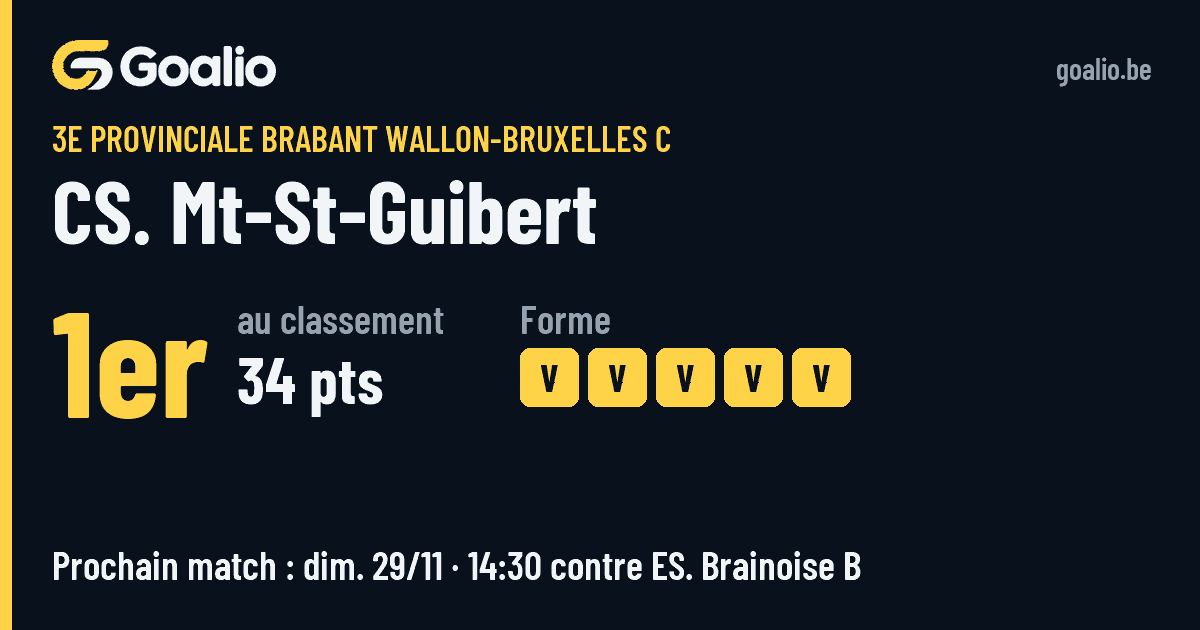 Goalio
goalio.be
3E PROVINCIALE BRABANT WALLON-BRUXELLES C
CS. Mt-St-Guibert
1er
au classement
34 pts
Forme
V V V V V
Prochain match : dim. 29/11 · 14:30 contre ES. Brainoise B